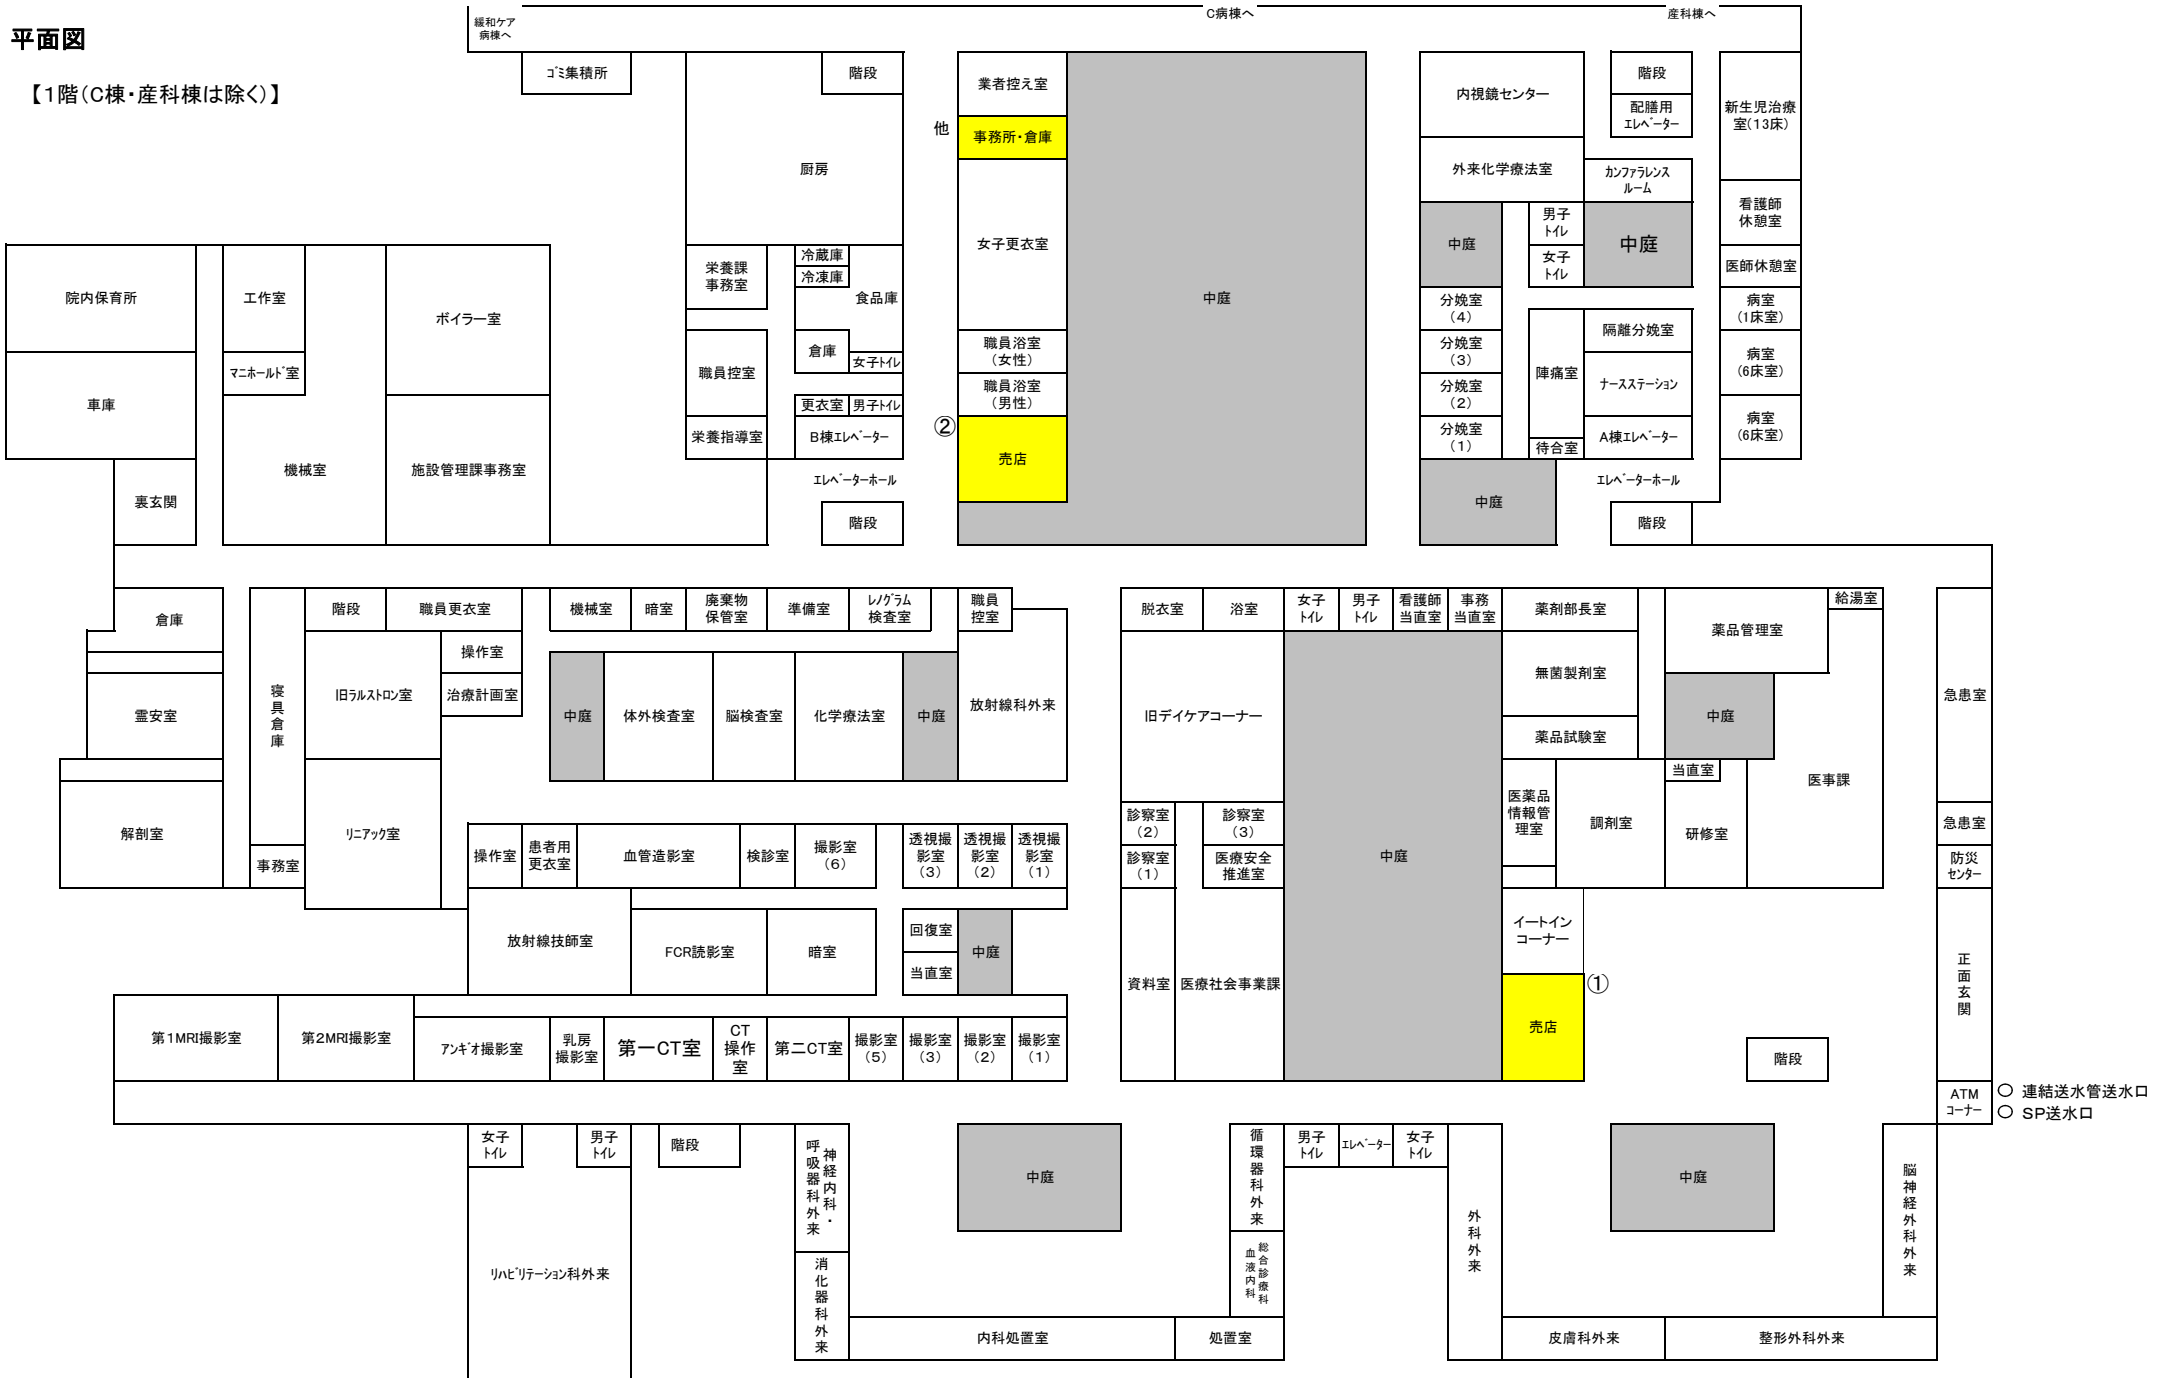 緩和ケア
病棟へ
C病棟へ
産科棟へ
平面図
【1階(C棟・産科棟は除く)】
ゴミ集積所
階段
厨房
業者控え室
他
事務所・倉庫
女子更衣室
中庭
内視鏡センター
外来化学療法室
階段
配膳用
エレベーター
カンファラレンス
ルーム
新生児治療
室(13床)
看護師
休憩室
医師休憩室
病室
(1床室)
病室
(6床室)
病室
(6床室)
中庭
男子
トイレ
女子
トイレ
中庭
分娩室
(4)
分娩室
(3)
分娩室
(2)
分娩室
(1)
陣痛室
待合室
隔離分娩室
ナースステーション
A棟エレベーター
エレベーターホール
階段
中庭
院内保育所
車庫
裏玄関
工作室
マニホールド室
機械室
ボイラー室
施設管理課事務室
栄養課
事務室
職員控室
栄養指導室
冷蔵庫
冷凍庫
食品庫
倉庫
女子トイレ
更衣室
男子トイレ
B棟エレベーター
エレベーターホール
階段
職員浴室
(女性)
職員浴室
(男性)
②
売店
倉庫
霊安室
解剖室
寝具倉庫
事務室
階段
職員更衣室
旧ラルストロン室
操作室
治療計画室
リニアック室
機械室
暗室
廃棄物
保管室
準備室
レノグラム
検査室
職員
控室
中庭
体外検査室
脳検査室
化学療法室
中庭
放射線科外来
操作室
患者用
更衣室
血管造影室
検診室
撮影室
(6)
透視撮
影室
(3)
透視撮
影室
(2)
透視撮
影室
(1)
放射線技師室
FCR読影室
暗室
回復室
当直室
中庭
第1MRI撮影室
第2MRI撮影室
アンギオ撮影室
乳房
撮影室
第一CT室
CT
操作
室
第二CT室
撮影室
(5)
撮影室
(3)
撮影室
(2)
撮影室
(1)
脱衣室
浴室
女子
トイレ
男子
トイレ
看護師
当直室
事務
当直室
旧デイケアコーナー
診察室
(2)
診察室
(1)
診察室
(3)
医療安全
推進室
資料室
医療社会事業課
中庭
薬剤部長室
無菌製剤室
薬品試験室
医薬品
情報管
理室
調剤室
薬品管理室
給湯室
中庭
当直室
研修室
医事課
イートイン
コーナー
①
売店
階段
急患室
急患室
防災
センター
正面玄関
ATM
コーナー
○ 連結送水管送水口
○ SP送水口
女子
トイレ
男子
トイレ
階段
リハビリテーション科外来
神経内科・
呼吸器科外来
消化器科外来
中庭
内科処置室
処置室
循環器科外来
総合診療科
血液内科
男子
トイレ
エレベーター
女子
トイレ
外科外来
中庭
皮膚科外来
整形外科外来
脳神経外科外来